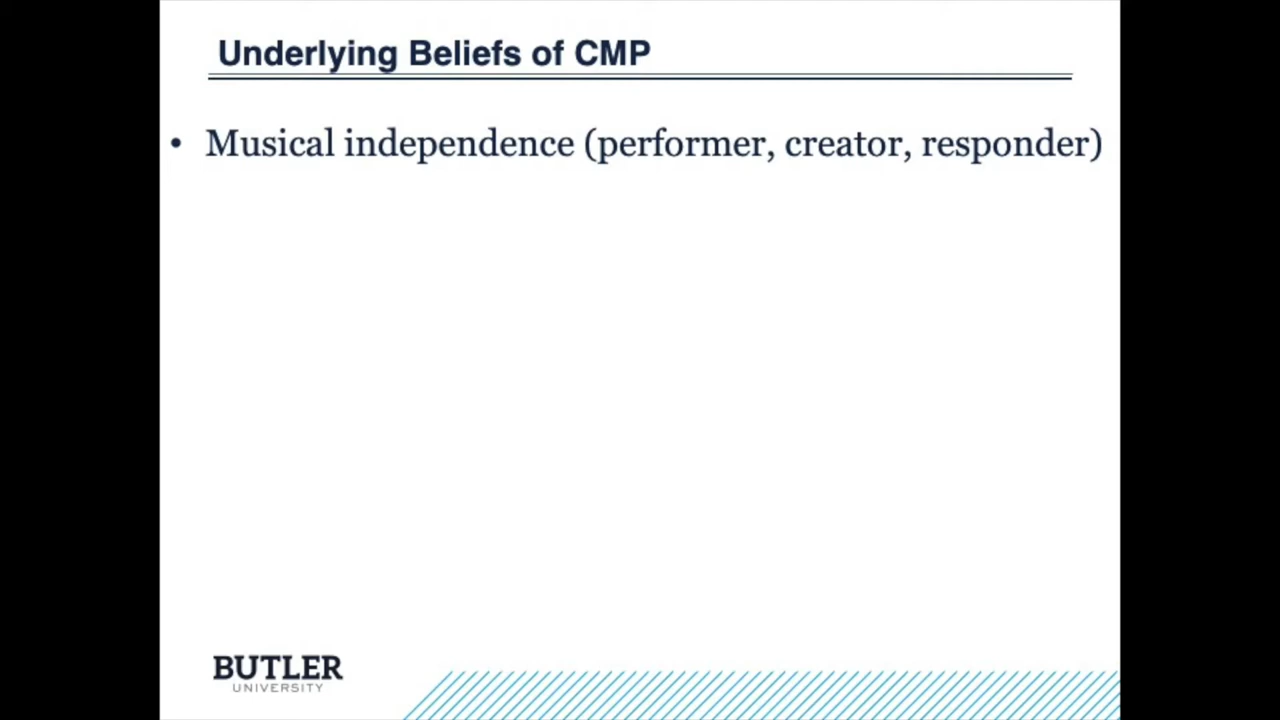 Underlying Beliefs of CMP
• Musical independence (performer, creator, responder)
BUTLER
UNIVERSITY